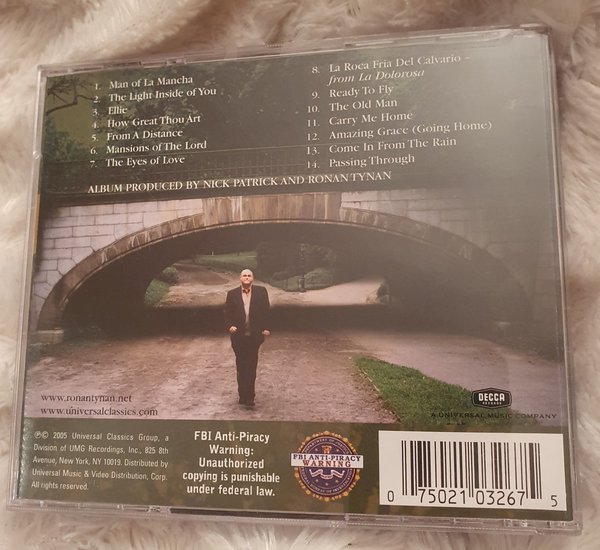 1. Man of La Mancha
2. The Light Inside of You
3. Ellie
4. How Great Thou Art
5. From A Distance
6. Mansions of The Lord
7. The Eyes of Love
8. La Roca Fria Del Calvario –
from La Dolorosa
9. Ready To Fly
10. The Old Man
11. Carry Me Home
12. Amazing Grace (Going Home)
13. Come In From The Rain
14. Passing Through
ALBUM PRODUCED BY NICK PATRICK AND RONAN TYNAN
www.ronantynan.net
www.universalclassics.com
DECCA
RECORDS
A UNIVERSAL MUSIC COMPANY
℗© 2005 Universal Classics Group, a
Division of UMG Recordings, Inc., 825 8th
Avenue, New York, NY 10019. Distributed by
Universal Music & Video Distribution, Corp.
All rights reserved.
FBI Anti-Piracy
Warning:
Unauthorized
copying is punishable
under federal law.
FBI ANTI-PIRACY
WARNING
0 75021 03267 5